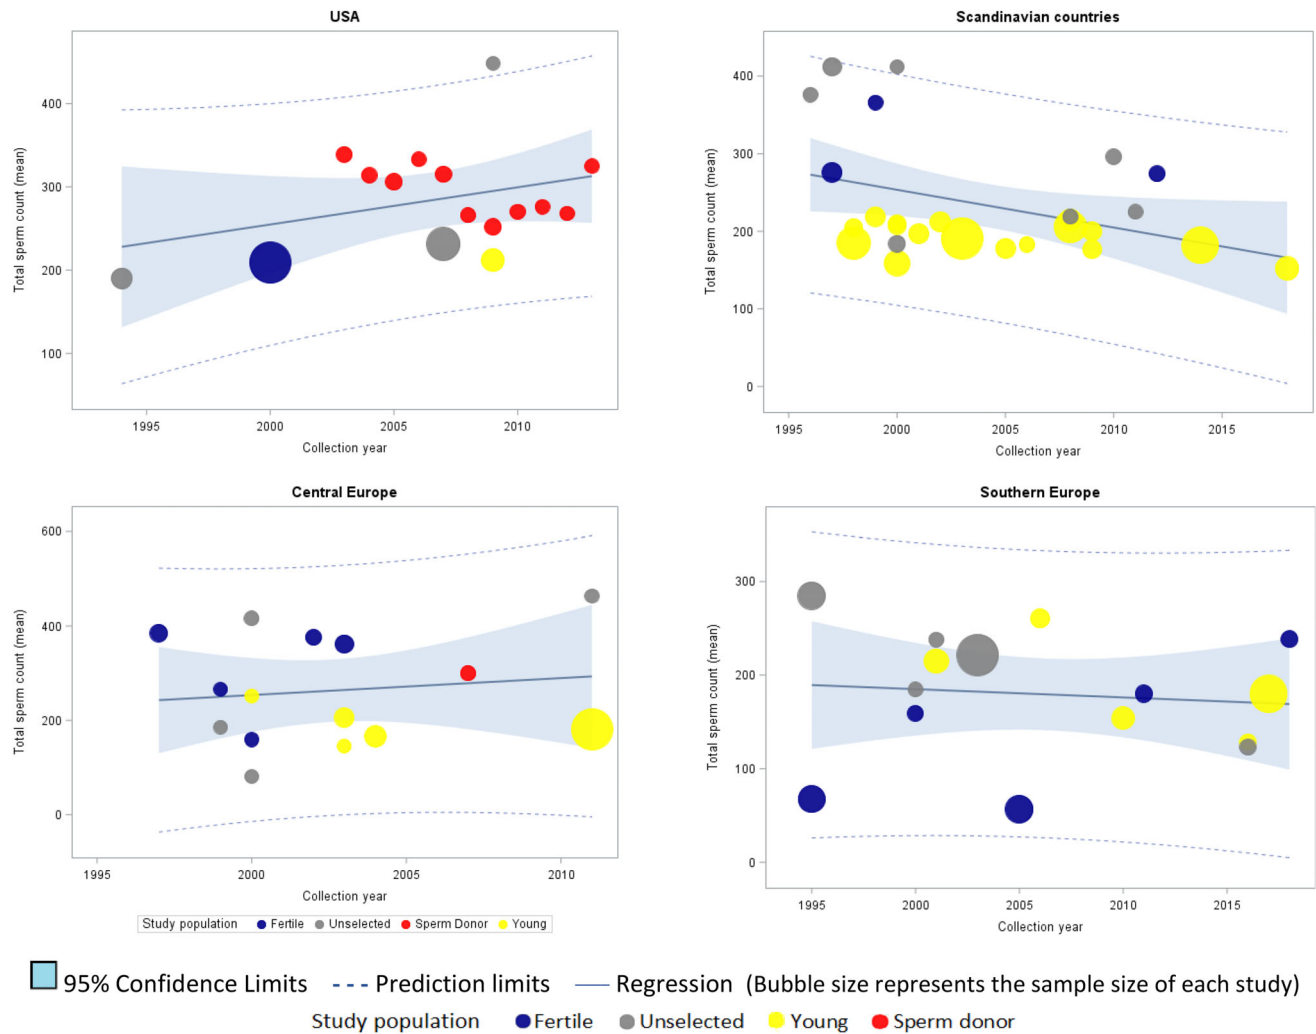 USA
Total sperm count (mean)
400
300
200
100
1995 2000 2005 2010
Collection year
Scandinavian countries
Total sperm count (mean)
400
300
200
100
0
1995 2000 2005 2010 2015
Collection year
Central Europe
Total sperm count (mean)
600
400
200
0
1995 2000 2005 2010
Collection year
Study population Fertile Unselected Sperm Donor Young
Southern Europe
Total sperm count (mean)
300
200
100
0
1995 2000 2005 2010 2015
Collection year
95% Confidence Limits Prediction limits Regression (Bubble size represents the sample size of each study)
Study population Fertile Unselected Young Sperm donor